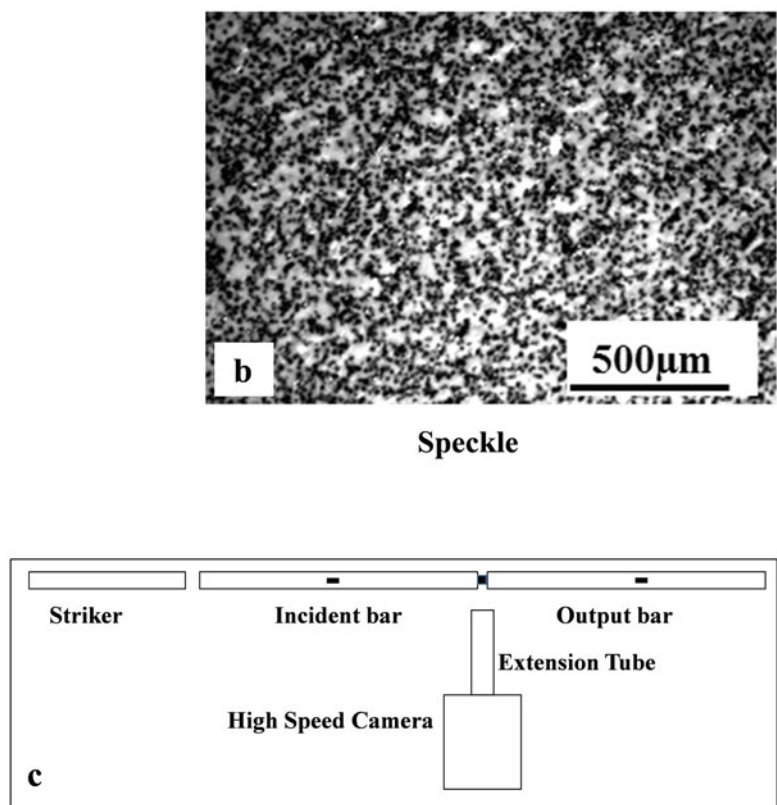 b
500μm
Speckle
Striker
Incident bar
Output bar
Extension Tube
High Speed Camera
c